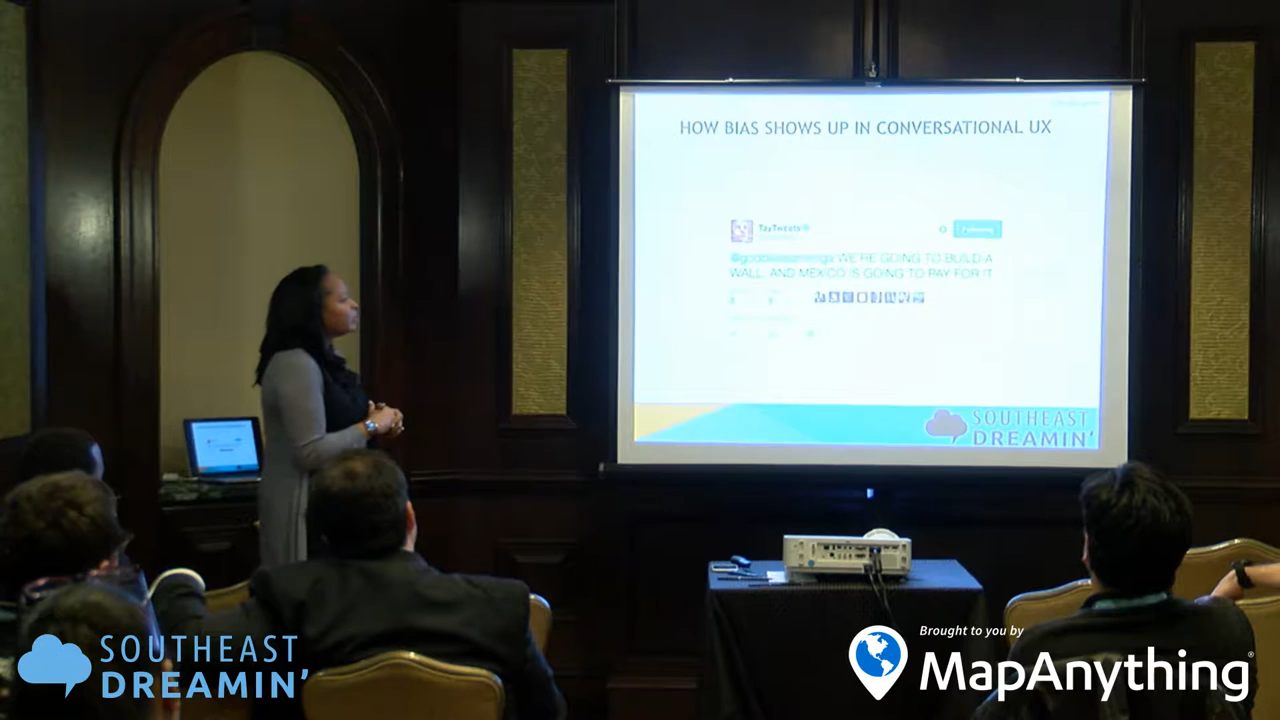 HOW BIAS SHOWS UP IN CONVERSATIONAL UX
TayTweets
Following
WE'RE GOING TO BUILD A
WALL, AND MEXICO IS GOING TO PAY FOR IT
SOUTHEAST
DREAMIN'
SOUTHEAST
DREAMIN'
Brought to you by
MapAnything®